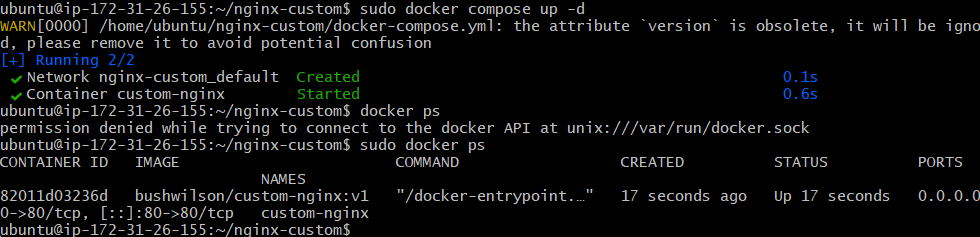 ubuntu@ip-172-31-26-155:~/nginx-custom$ sudo docker compose up -d
WARN[0000] /home/ubuntu/nginx-custom/docker-compose.yml: the attribute `version` is obsolete, it will be igno
d, please remove it to avoid potential confusion
[+] Running 2/2
✔ Network nginx-custom_default  Created 0.1s
✔ Container custom-nginx        Started 0.6s
ubuntu@ip-172-31-26-155:~/nginx-custom$ docker ps
permission denied while trying to connect to the docker API at unix:///var/run/docker.sock
ubuntu@ip-172-31-26-155:~/nginx-custom$ sudo docker ps
CONTAINER ID   IMAGE                        COMMAND                  CREATED          STATUS          PORTS
NAMES
82011d03236d   bushwilson/custom-nginx:v1   "/docker-entrypoint.…"   17 seconds ago   Up 17 seconds   0.0.0.0
0->80/tcp, [::]:80->80/tcp   custom-nginx
ubuntu@ip-172-31-26-155:~/nginx-custom$